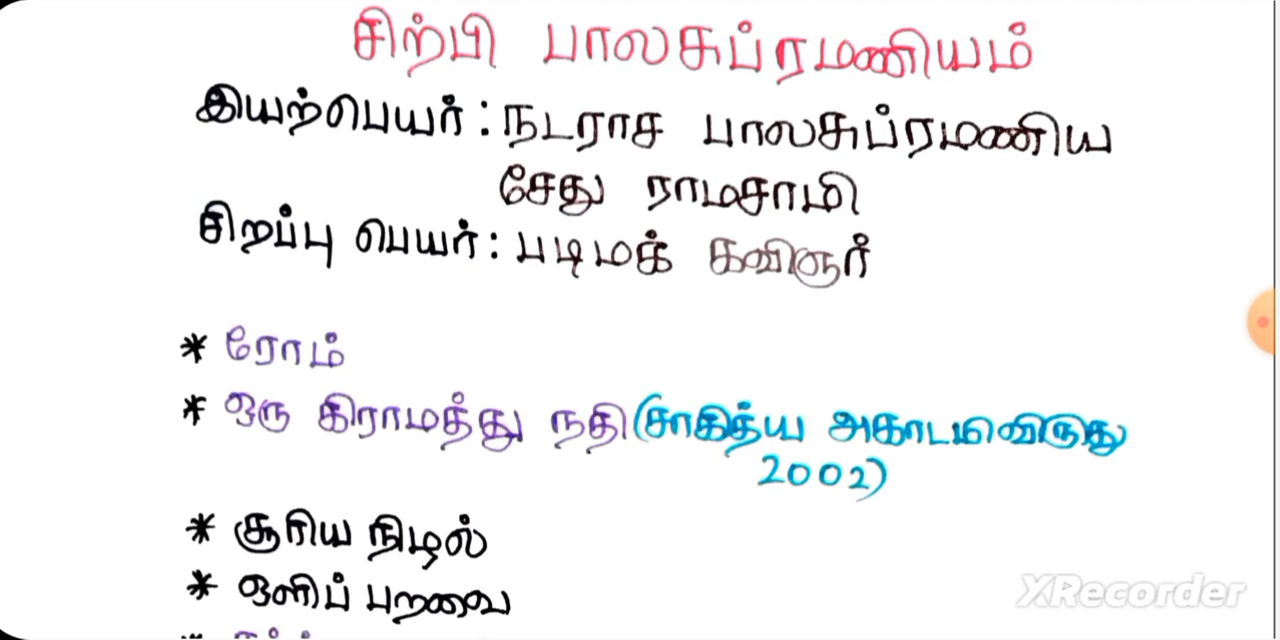 சிற்பி பாலசுப்ரமணியம்
இயற்பெயர் : நடராச பாலசுப்ரமணிய
சேது ராமசாமி
சிறப்பு பெயர் : படிமக் கவிஞர்
* ரோம்
* ஒரு கிராமத்து நதி (சாகித்ய அகாடமிவிருது
2002)
* சூரிய நிழல்
* ஒளிப் பறவை
XRecorder